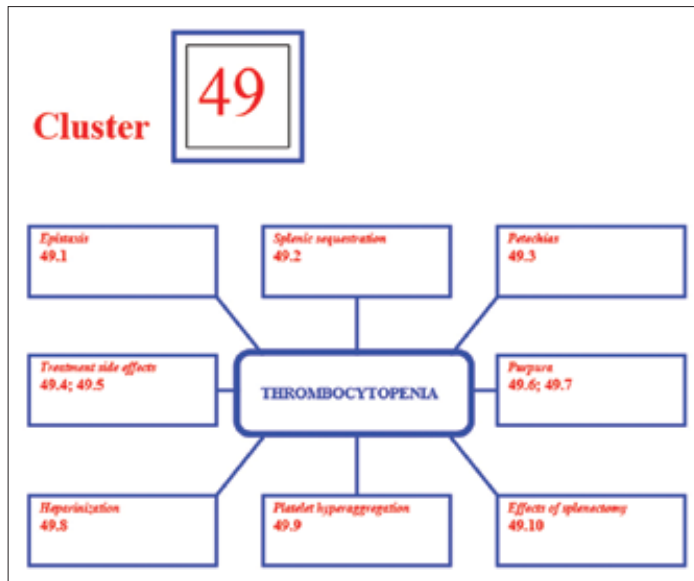 Cluster
49
Epistaxis
49.1
Splenic sequestration
49.2
Petechias
49.3
Treatment side effects
49.4; 49.5
THROMBOCYTOPENIA
Purpura
49.6; 49.7
Heparinization
49.8
Platelet hyperaggregation
49.9
Effects of splenectomy
49.10